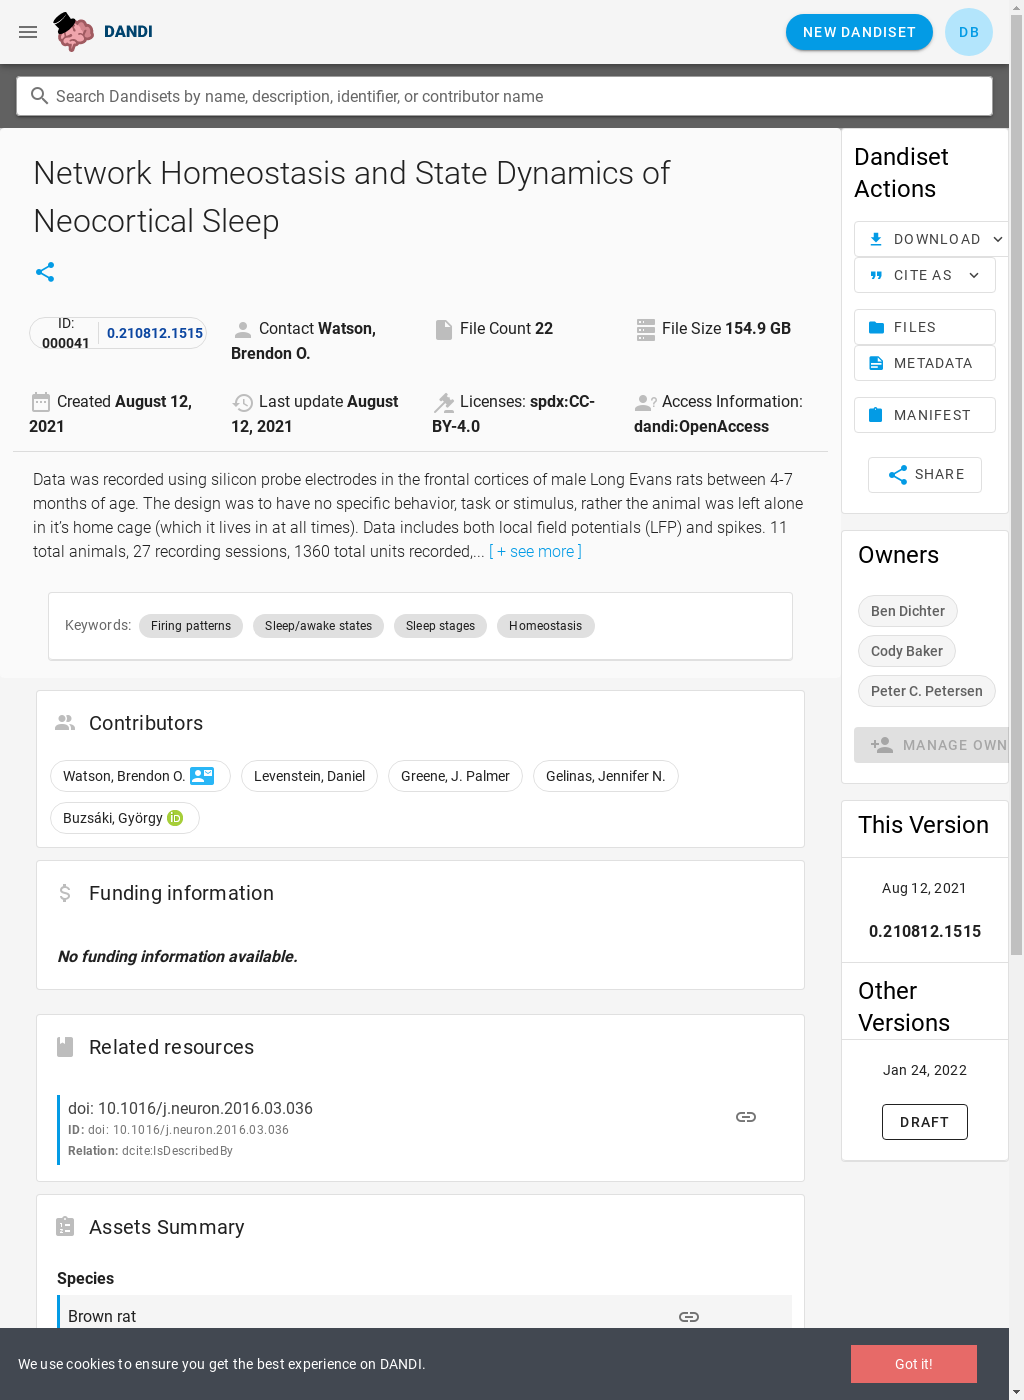 DANDI
NEW DANDISET
DB
Search Dandisets by name, description, identifier, or contributor name
Network Homeostasis and State Dynamics of
Neocortical Sleep
ID:
000041
0.210812.1515
Contact Watson,
Brendon O.
File Count 22
File Size 154.9 GB
Created August 12,
2021
Last update August
12, 2021
Licenses: spdx:CC-
BY-4.0
Access Information:
dandi:OpenAccess
Data was recorded using silicon probe electrodes in the frontal cortices of male Long Evans rats between 4-7
months of age. The design was to have no specific behavior, task or stimulus, rather the animal was left alone
in it’s home cage (which it lives in at all times). Data includes both local field potentials (LFP) and spikes. 11
total animals, 27 recording sessions, 1360 total units recorded,... [ + see more ]
Keywords: Firing patterns Sleep/awake states Sleep stages Homeostasis
Contributors
Watson, Brendon O. Levenstein, Daniel Greene, J. Palmer Gelinas, Jennifer N.
Buzsáki, György iD
Funding information
No funding information available.
Related resources
doi: 10.1016/j.neuron.2016.03.036
ID: doi: 10.1016/j.neuron.2016.03.036
Relation: dcite:IsDescribedBy
Assets Summary
Species
Brown rat
Dandiset
Actions
DOWNLOAD
CITE AS
FILES
METADATA
MANIFEST
SHARE
Owners
Ben Dichter
Cody Baker
Peter C. Petersen
MANAGE OWN
This Version
Aug 12, 2021
0.210812.1515
Other
Versions
Jan 24, 2022
DRAFT
We use cookies to ensure you get the best experience on DANDI.
Got it!